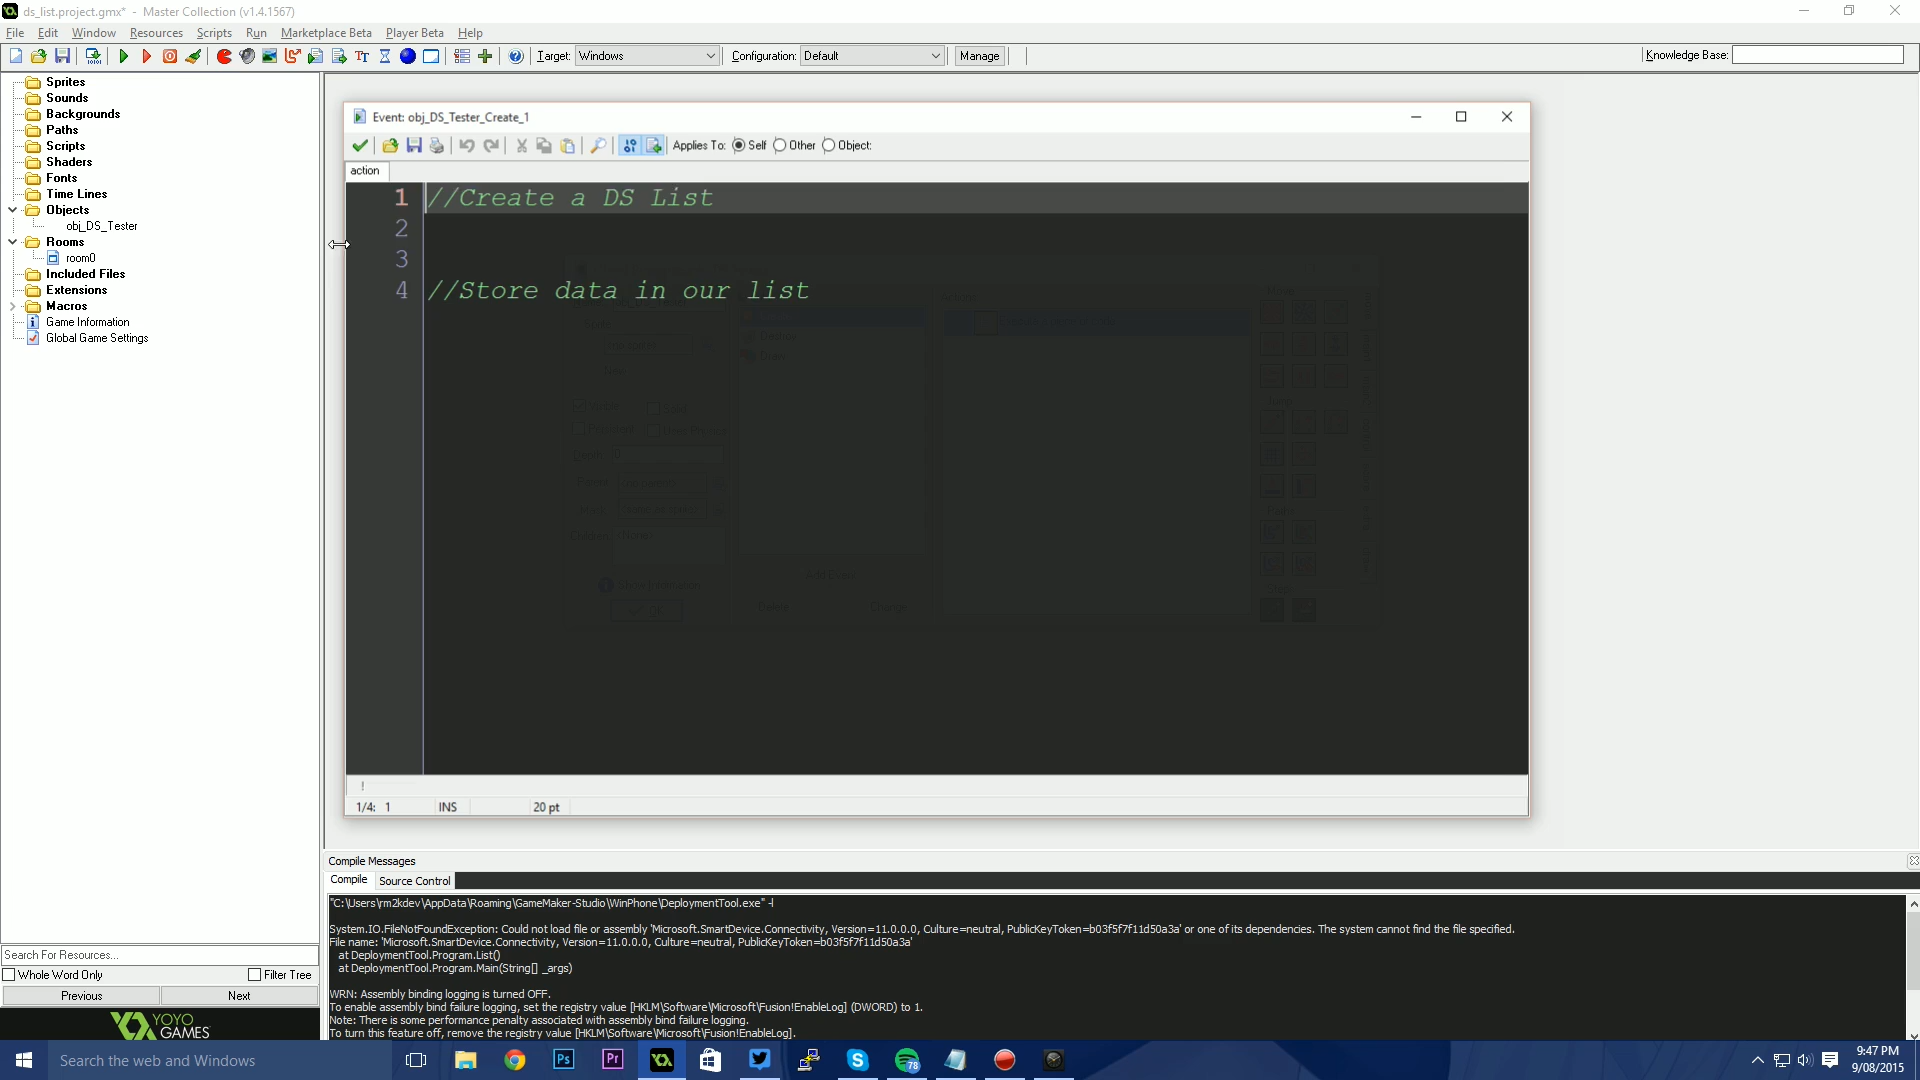 ds_list.project.gmx* - Master Collection (v1.4.1567)
File Edit Window Resources Scripts Run Marketplace Beta Player Beta Help
Target: Windows Configuration: Default Manage Knowledge Base:
Sprites
Sounds
Backgrounds
Paths
Scripts
Shaders
Fonts
Time Lines
Objects
obj_DS_Tester
Rooms
room0
Included Files
Extensions
Macros
Game Information
Global Game Settings
Event: obj_DS_Tester_Create_1
Applies To: Self Other Object:
action
1 //Create a DS List
2
3
4 //Store data in our list
1/4: 1 INS 20 pt
Compile Messages
Compile Source Control
"C:\Users\rm2kdev\AppData\Roaming\GameMaker-Studio\WinPhone\DeploymentTool.exe" -l
System.IO.FileNotFoundException: Could not load file or assembly 'Microsoft.SmartDevice.Connectivity, Version=11.0.0.0, Culture=neutral, PublicKeyToken=b03f5f7f11d50a3a' or one of its dependencies. The system cannot find the file specified.
File name: 'Microsoft.SmartDevice.Connectivity, Version=11.0.0.0, Culture=neutral, PublicKeyToken=b03f5f7f11d50a3a'
at DeploymentTool.Program.List()
at DeploymentTool.Program.Main(String[] _args)
WRN: Assembly binding logging is turned OFF.
To enable assembly bind failure logging, set the registry value [HKLM\Software\Microsoft\Fusion!EnableLog] (DWORD) to 1.
Note: There is some performance penalty associated with assembly bind failure logging.
To turn this feature off, remove the registry value [HKLM\Software\Microsoft\Fusion!EnableLog].
Search For Resources...
Whole Word Only Filter Tree
Previous Next
YOYO
GAMES
Search the web and Windows
Ps
Pr
78
9:47 PM
9/08/2015